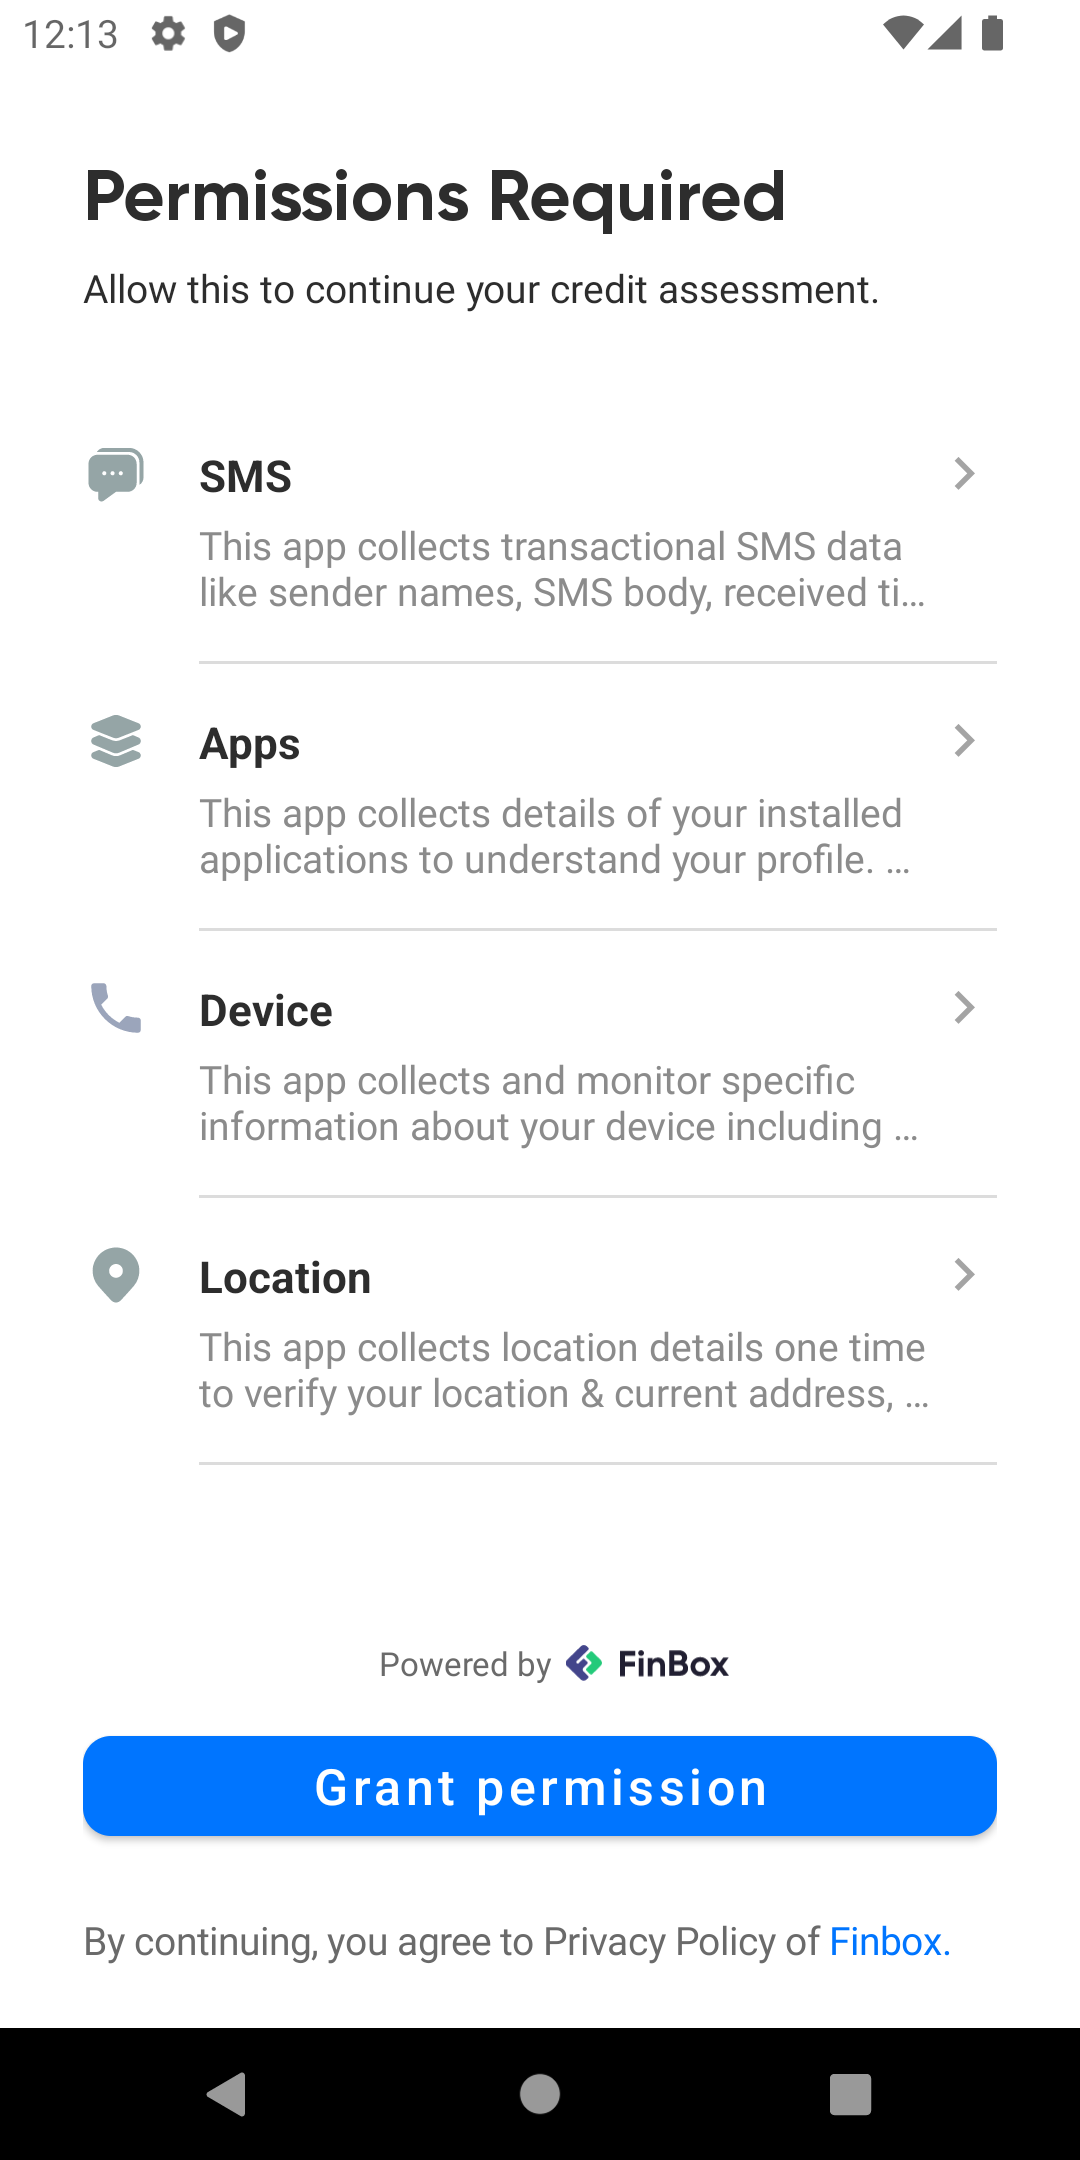 12:13
Permissions Required
Allow this to continue your credit assessment.
SMS
This app collects transactional SMS data
like sender names, SMS body, received ti...
Apps
This app collects details of your installed
applications to understand your profile. ...
Device
This app collects and monitor specific
information about your device including ...
Location
This app collects location details one time
to verify your location & current address, ...
Powered by FinBox
Grant permission
By continuing, you agree to Privacy Policy of Finbox.